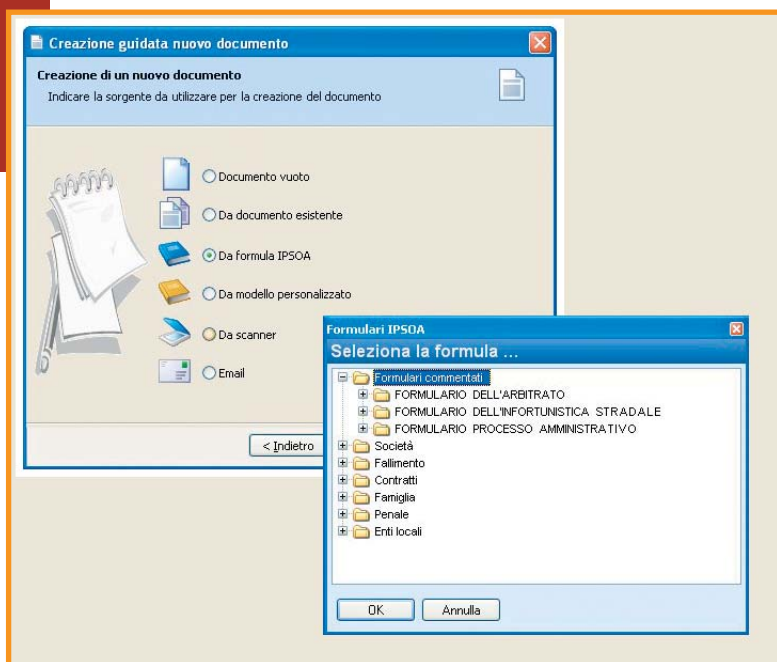 Creazione guidata nuovo documento
Creazione di un nuovo documento
Indicare la sorgente da utilizzare per la creazione del documento
Documento vuoto
Da documento esistente
Da formula IPSOA
Da modello personalizzato
Da scanner
Email
< Indietro
Formulari IPSOA
Seleziona la formula ...
Formulari commentati
FORMULARIO DELL'ARBITRATO
FORMULARIO DELL'INFORTUNISTICA STRADALE
FORMULARIO PROCESSO AMMINISTRATIVO
Società
Fallimento
Contratti
Famiglia
Penale
Enti locali
OK
Annulla